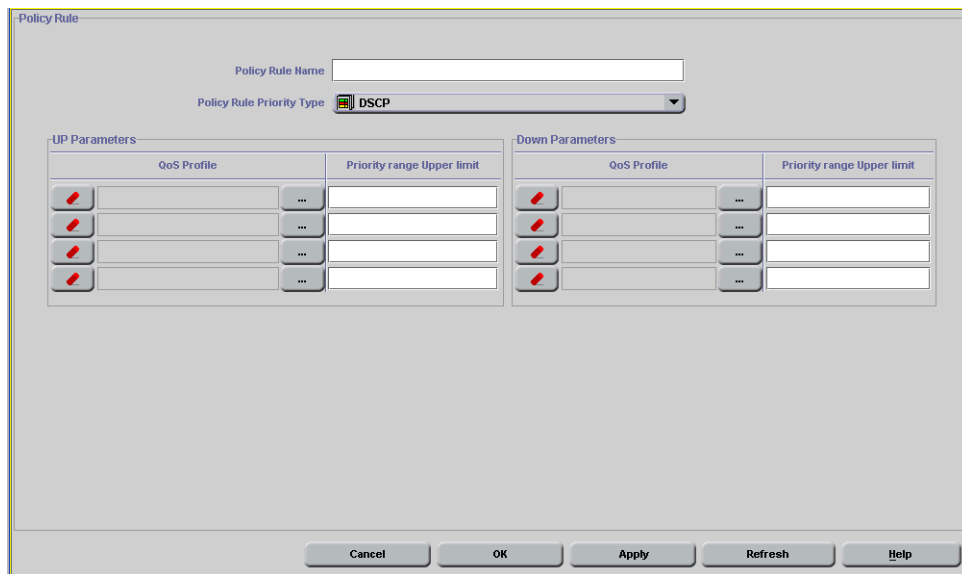 Policy Rule
Policy Rule Name
Policy Rule Priority Type DSCP
UP Parameters Down Parameters
QoS Profile Priority range Upper limit QoS Profile Priority range Upper limit
... ...
... ...
... ...
... ...
Cancel OK Apply Refresh Help